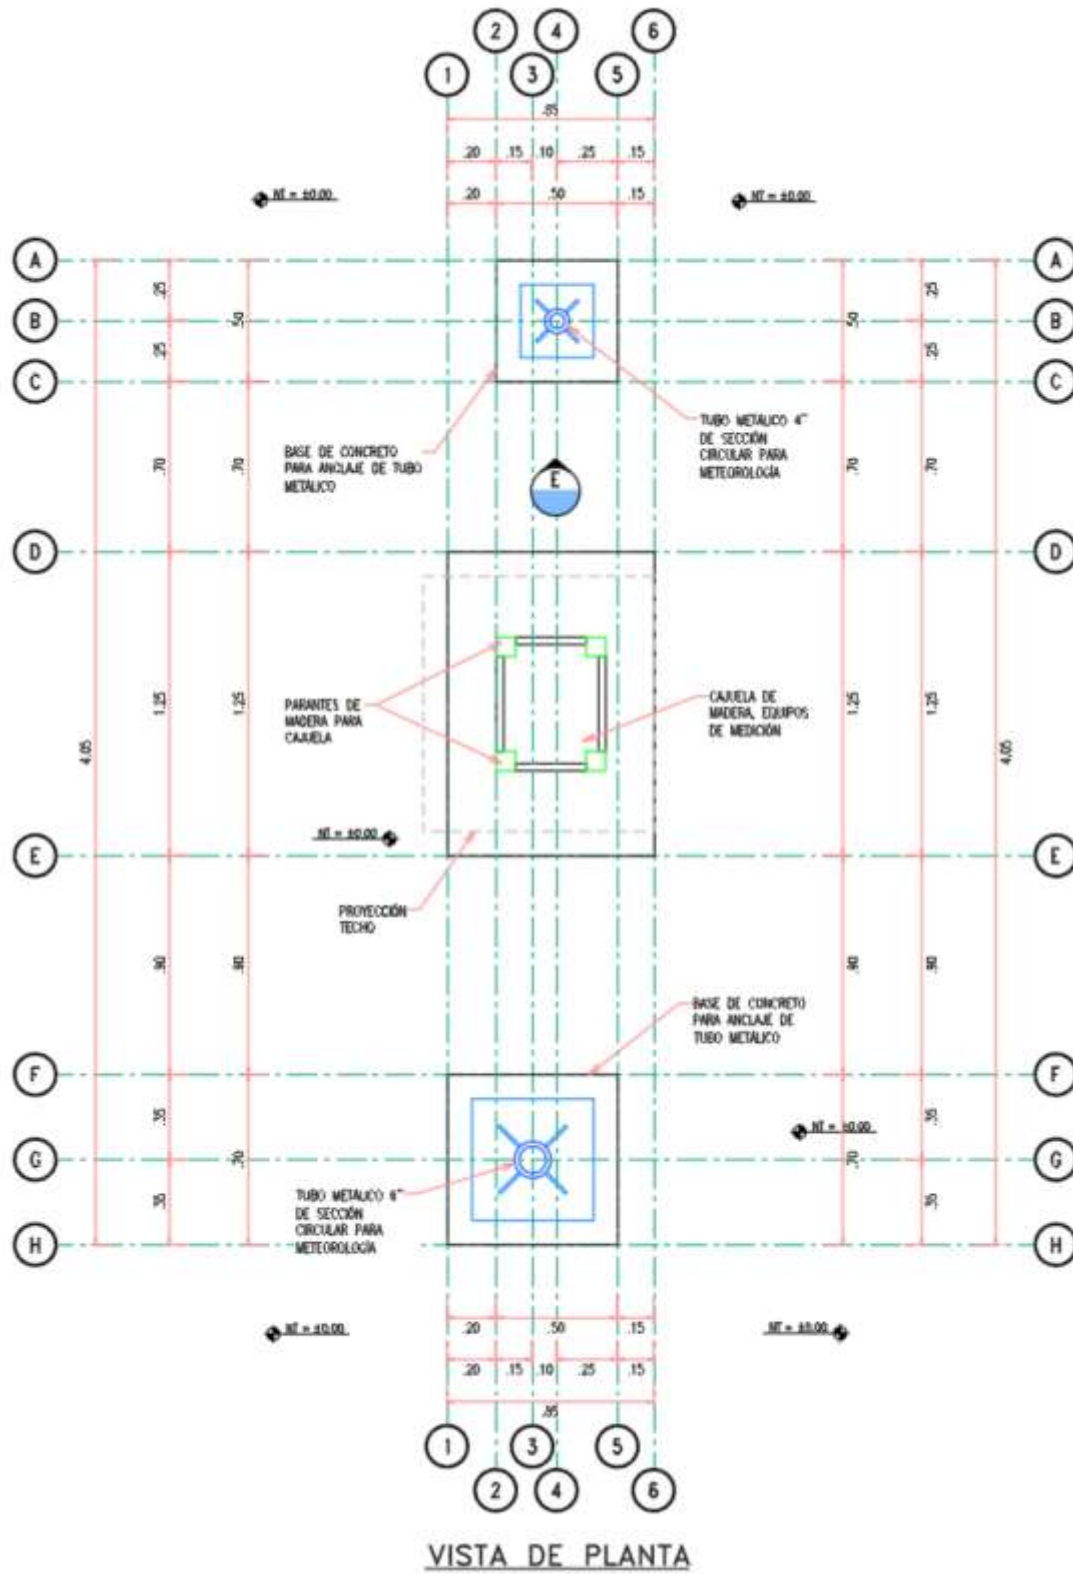 2 4 6
1 3 5
.85
.20 .15 .10 .25 .15
.20 .50 .15
NT = ±0.00 NT = ±0.00
A A
.25 .50 .50 .25
B B
.25 .25
C C
TUBO METALICO 4"
DE SECCIÓN
CIRCULAR PARA
METEOROLOGÍA
BASE DE CONCRETO
PARA ANCLAJE DE TUBO
METÁLICO
.70 .70 .70 .70
E
D D
PARANTES DE
MADERA PARA
CAJUELA
CAJUELA DE
MADERA, EQUIPOS
DE MEDICIÓN
4.05 1.25 1.25 1.25 1.25 4.05
NT = ±0.00
E E
PROYECCIÓN
TECHO
.90 .90 .90 .90
BASE DE CONCRETO
PARA ANCLAJE DE
TUBO METÁLICO
F F
.35 .35
NT = ±0.00
G .70 .70 G
.35 .35
TUBO METALICO 6"
DE SECCIÓN
CIRCULAR PARA
METEOROLOGÍA
H H
NT = ±0.00 NT = ±0.00
.20 .50 .15
.20 .15 .10 .25 .15
.85
1 3 5
2 4 6
VISTA DE PLANTA